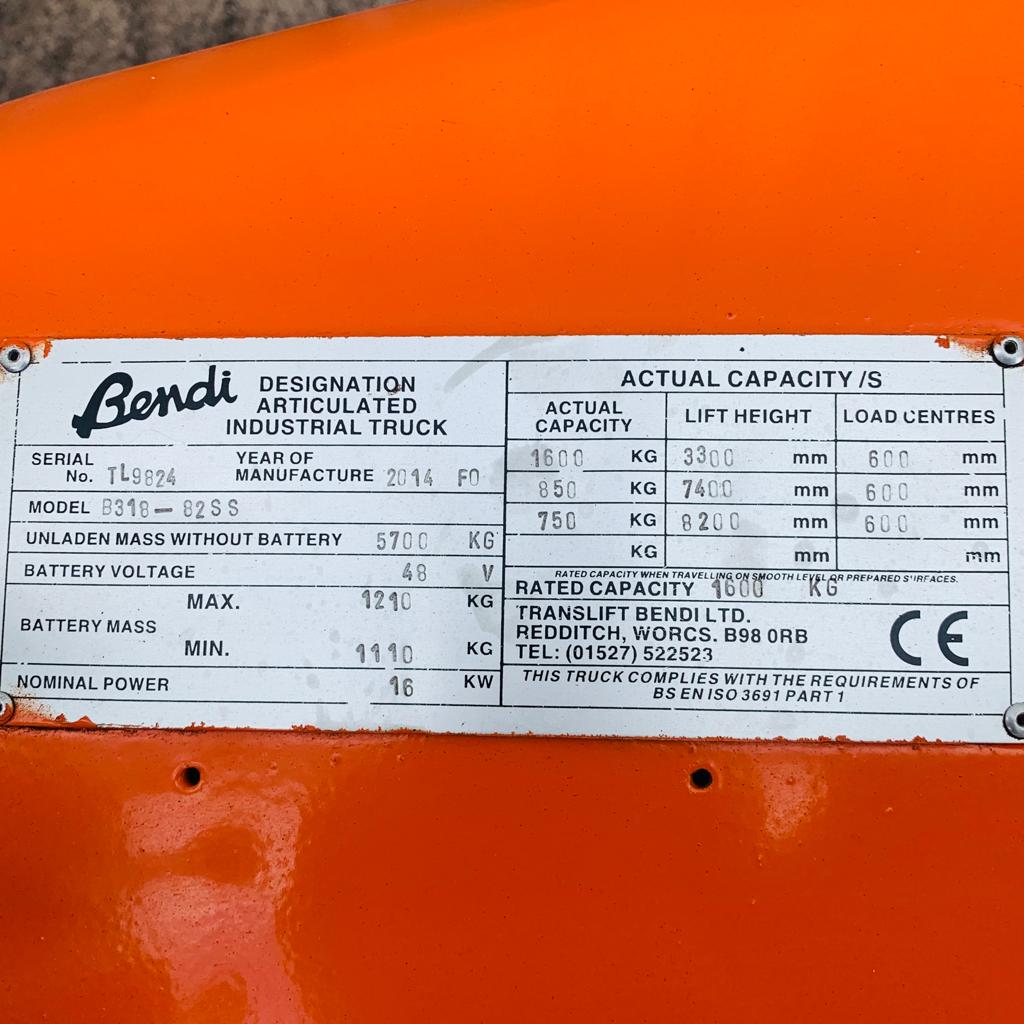 Bendi DESIGNATION
ARTICULATED
INDUSTRIAL TRUCK
SERIAL No. TL9824 YEAR OF MANUFACTURE 2014 FO
MODEL B318-82SS
UNLADEN MASS WITHOUT BATTERY 5700 KG
BATTERY VOLTAGE 48 V
BATTERY MASS
MAX. 1210 KG
MIN. 1110 KG
NOMINAL POWER 16 KW
ACTUAL CAPACITY /S
ACTUAL CAPACITY LIFT HEIGHT LOAD CENTRES
1600 KG 3300 mm 600 mm
850 KG 7400 mm 600 mm
750 KG 8200 mm 600 mm
KG mm mm
RATED CAPACITY WHEN TRAVELLING ON SMOOTH LEVEL OR PREPARED SURFACES.
RATED CAPACITY 1600 KG
TRANSLIFT BENDI LTD.
REDDITCH, WORCS. B98 0RB
TEL: (01527) 522523
CE
THIS TRUCK COMPLIES WITH THE REQUIREMENTS OF
BS EN ISO 3691 PART 1